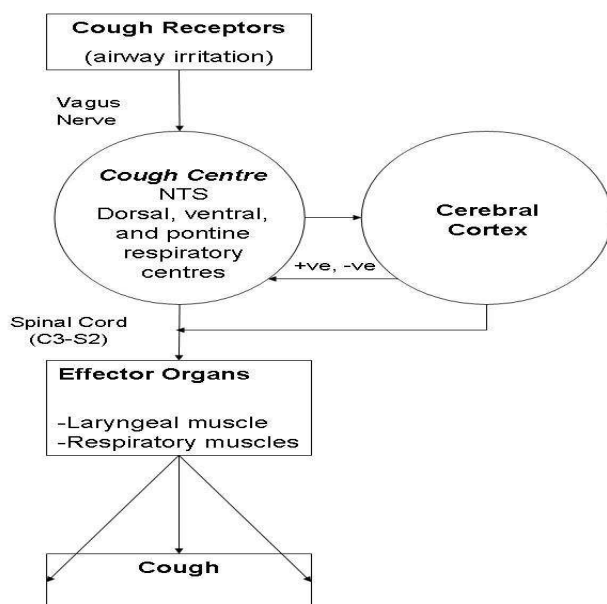 Cough Receptors
(airway irritation)
Vagus
Nerve
Cough Centre
NTS
Dorsal, ventral,
and pontine
respiratory
centres
Cerebral
Cortex
+ve, -ve
Spinal Cord
(C3-S2)
Effector Organs
-Laryngeal muscle
-Respiratory muscles
Cough